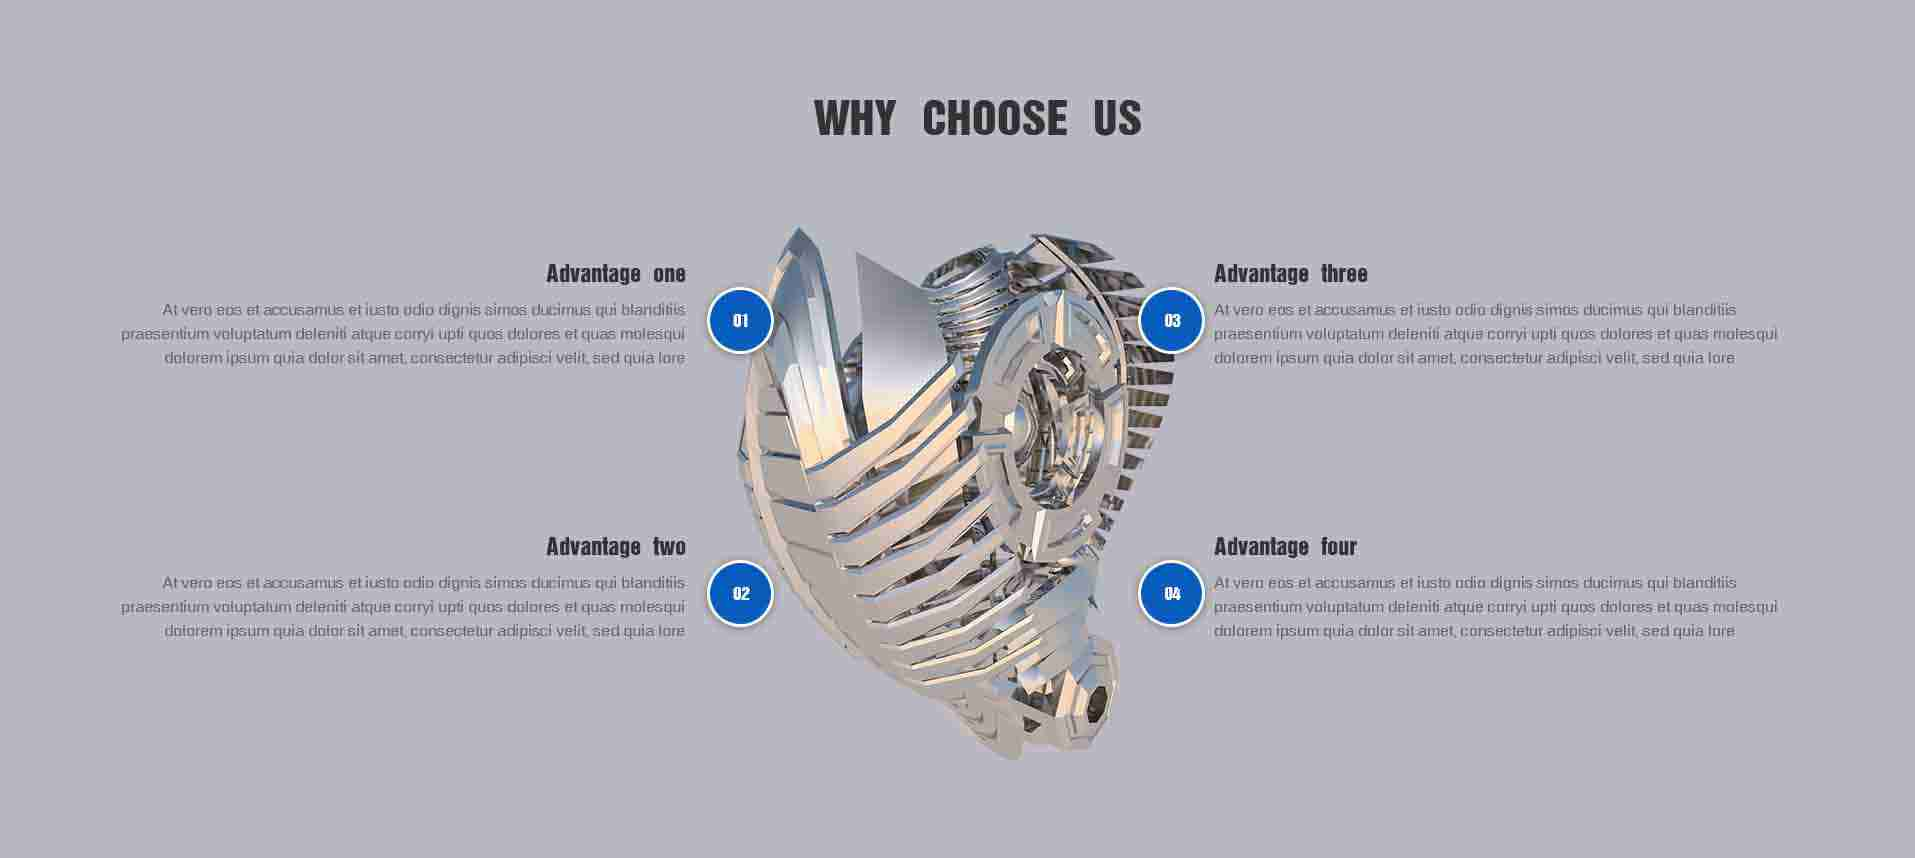 WHY CHOOSE US
Advantage one
At vero eos et accusamus et iusto odio dignis simos ducimus qui blanditiis
praesentium voluptatum deleniti atque corryi upti quos dolores et quas molesqui
dolorem ipsum quia dolor sit amet, consectetur adipisci velit, sed quia lore
01
Advantage two
At vero eos et accusamus et iusto odio dignis simos ducimus qui blanditiis
praesentium voluptatum deleniti atque corryi upti quos dolores et quas molesqui
dolorem ipsum quia dolor sit amet, consectetur adipisci velit, sed quia lore
02
03
Advantage three
At vero eos et accusamus et iusto odio dignis simos ducimus qui blanditiis
praesentium voluptatum deleniti atque corryi upti quos dolores et quas molesqui
dolorem ipsum quia dolor sit amet, consectetur adipisci velit, sed quia lore
04
Advantage four
At vero eos et accusamus et iusto odio dignis simos ducimus qui blanditiis
praesentium voluptatum deleniti atque corryi upti quos dolores et quas molesqui
dolorem ipsum quia dolor sit amet, consectetur adipisci velit, sed quia lore